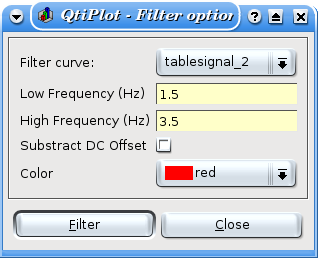 QtiPlot - Filter option
Filter curve: tablesignal_2
Low Frequency (Hz) 1.5
High Frequency (Hz) 3.5
Substract DC Offset
Color red
Filter Close